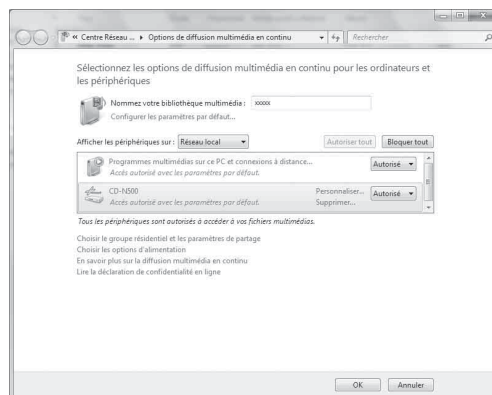 « Centre Réseau ... ▸ Options de diffusion multimédia en continu
Rechercher
Sélectionnez les options de diffusion multimédia en continu pour les ordinateurs et
les périphériques
Nommez votre bibliothèque multimédia : xxxxx
Configurer les paramètres par défaut...
Afficher les périphériques sur : Réseau local
Autoriser tout
Bloquer tout
Programmes multimédias sur ce PC et connexions à distance...
Autorisé
Accès autorisé avec les paramètres par défaut.
CD-N500
Personnaliser...
Autorisé
Accès autorisé avec les paramètres par défaut.
Supprimer...
Tous les périphériques sont autorisés à accéder à vos fichiers multimédias.
Choisir le groupe résidentiel et les paramètres de partage
Choisir les options d'alimentation
En savoir plus sur la diffusion multimédia en continu
Lire la déclaration de confidentialité en ligne
OK
Annuler